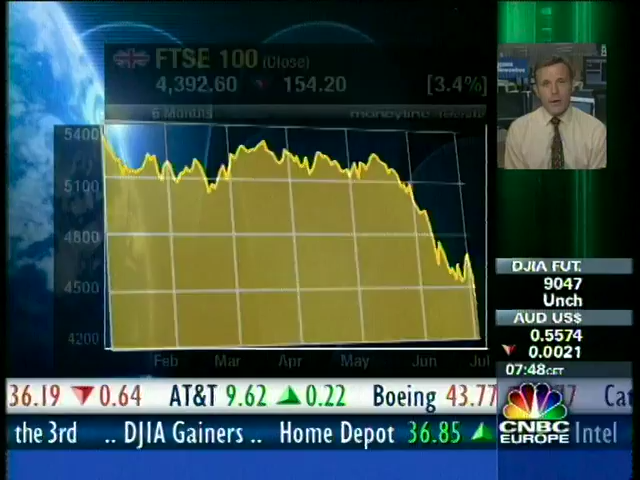 FTSE 100 (Close)
4,392.60 154.20 [3.4%]
6 Months
5400
5100
4800
4500
4200
Feb Mar Apr May Jun Jul
DJIA FUT.
9047
Unch
AUD US$
0.5574
0.0021
07:48 CET
36.19 0.64 AT&T 9.62 0.22 Boeing 43.77
the 3rd .. DJIA Gainers .. Home Depot 36.85 Intel
CNBC
EUROPE